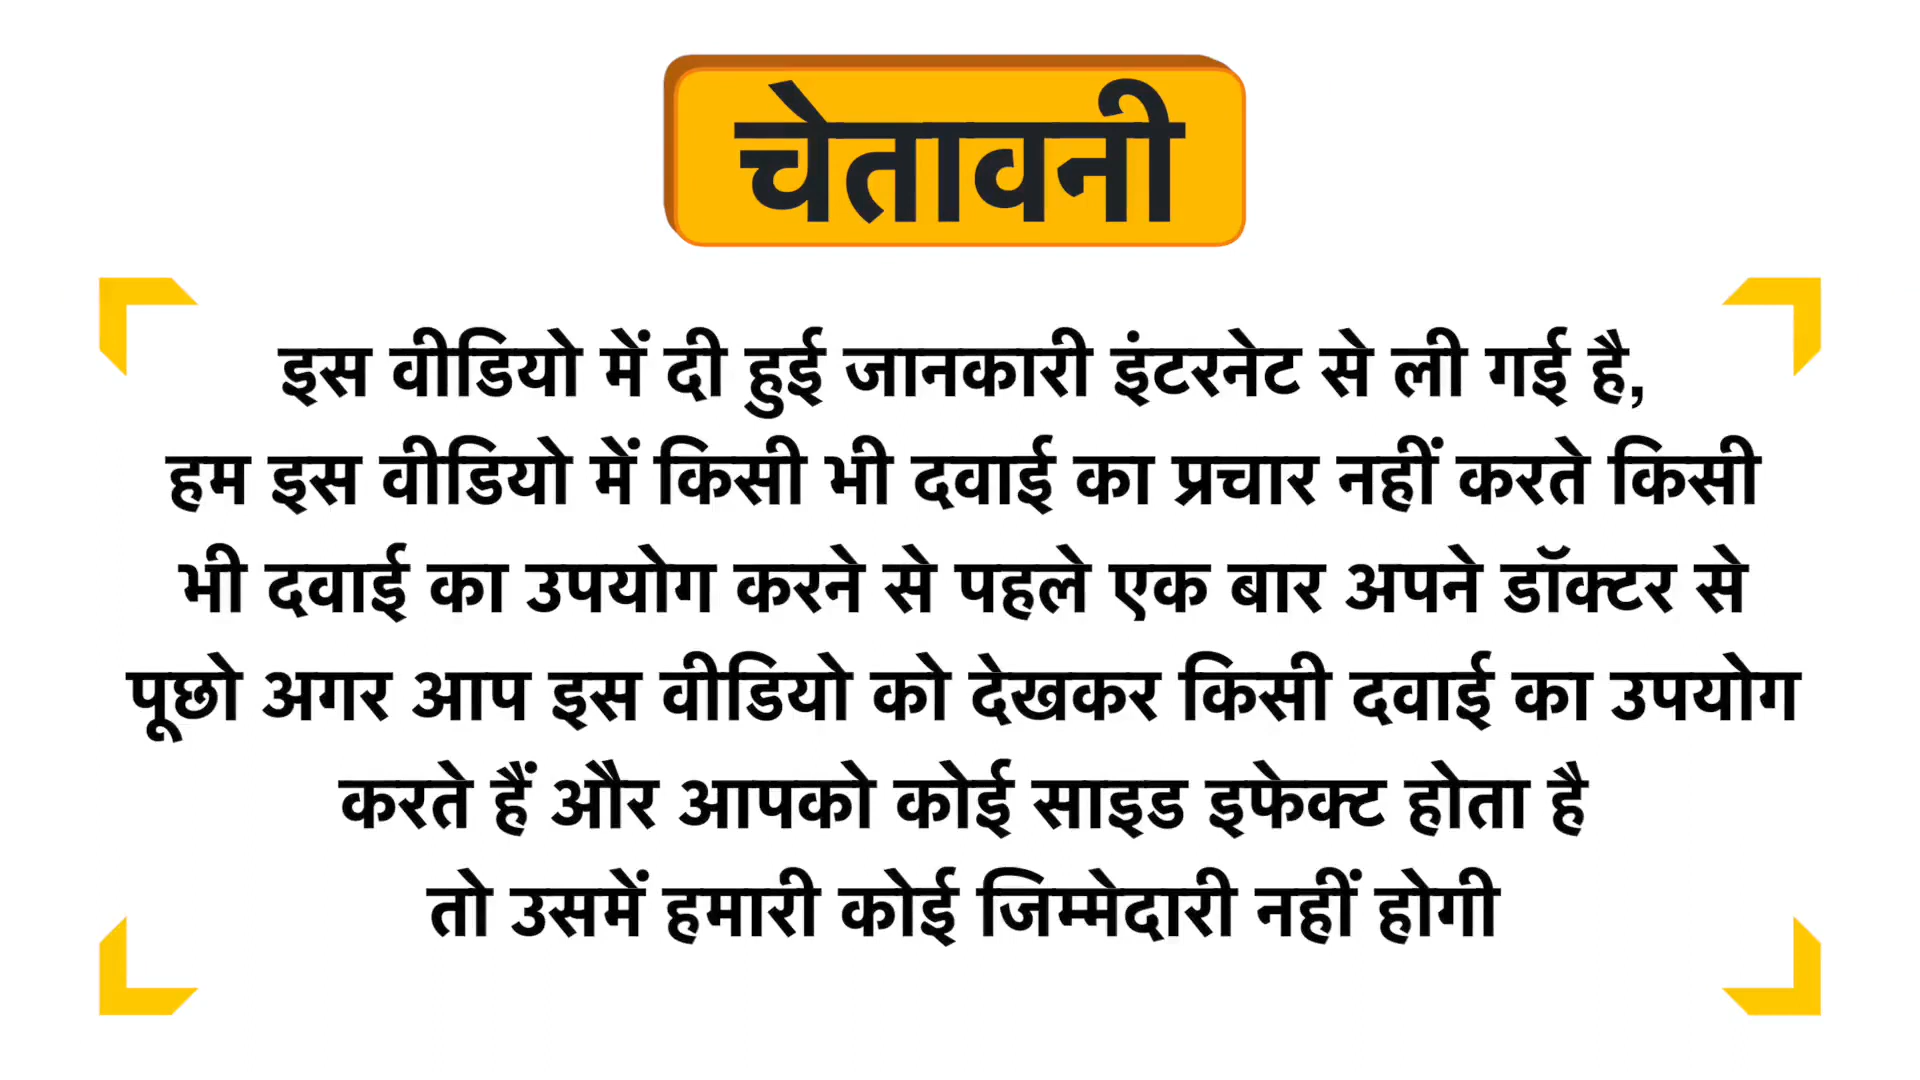 चेतावनी
इस वीडियो में दी हुई जानकारी इंटरनेट से ली गई है,
हम इस वीडियो में किसी भी दवाई का प्रचार नहीं करते किसी
भी दवाई का उपयोग करने से पहले एक बार अपने डॉक्टर से
पूछो अगर आप इस वीडियो को देखकर किसी दवाई का उपयोग
करते हैं और आपको कोई साइड इफेक्ट होता है
तो उसमें हमारी कोई जिम्मेदारी नहीं होगी